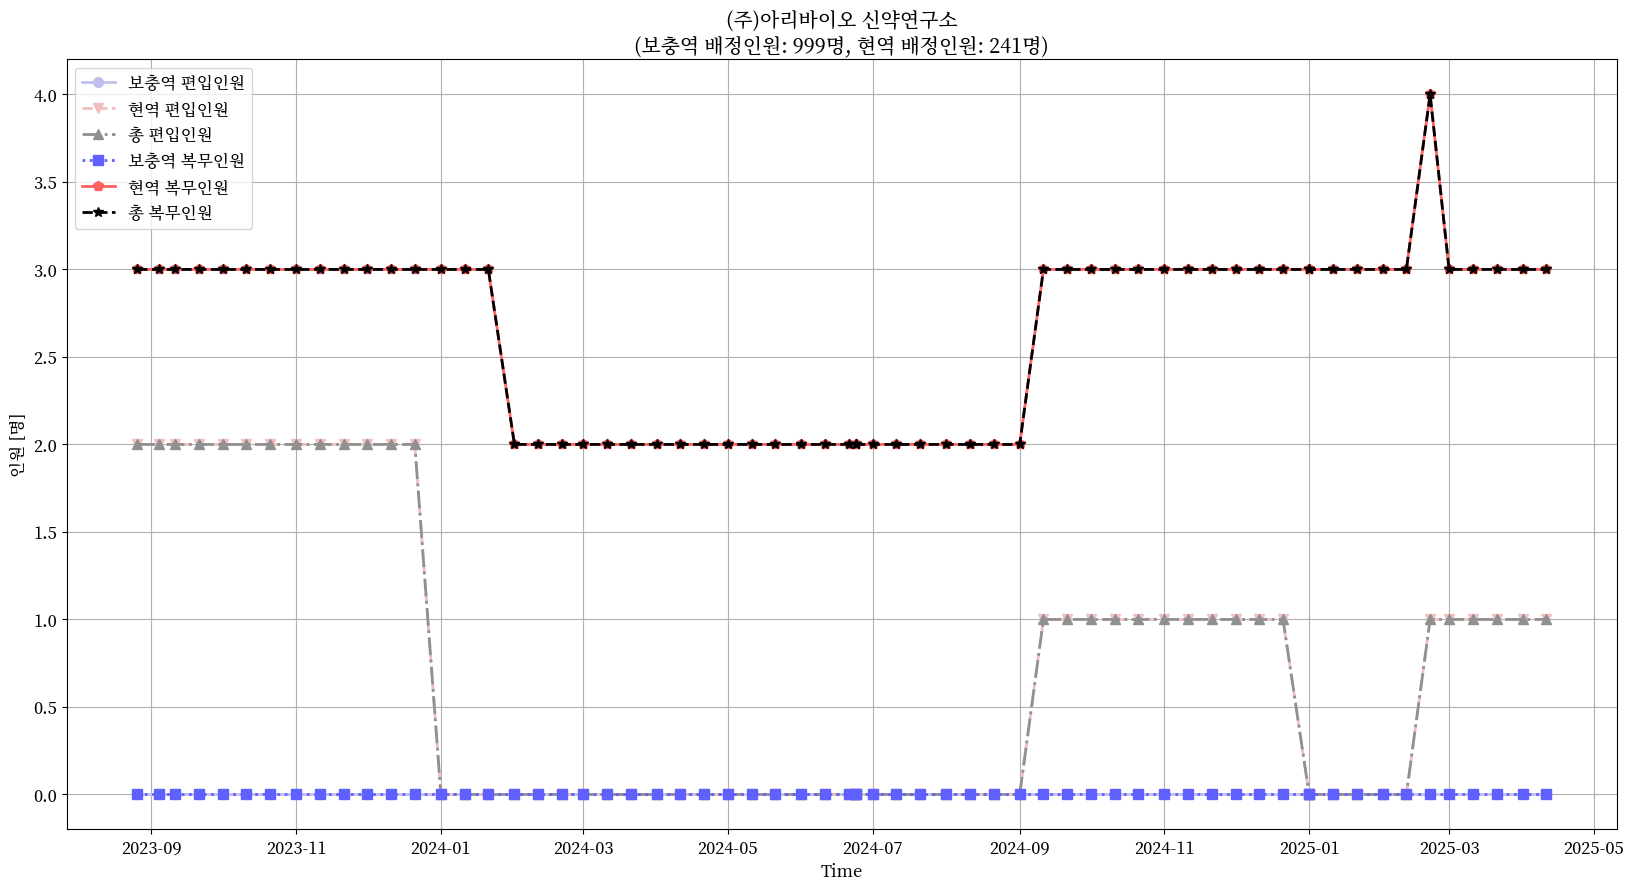 (주)아리바이오 신약연구소
(보충역 배정인원: 999명, 현역 배정인원: 241명)
보충역 편입인원
현역 편입인원
총 편입인원
보충역 복무인원
현역 복무인원
총 복무인원
4.0
3.5
3.0
2.5
2.0
1.5
1.0
0.5
0.0
인원 [명]
2023-09 2023-11 2024-01 2024-03 2024-05 2024-07 2024-09 2024-11 2025-01 2025-03 2025-05
Time